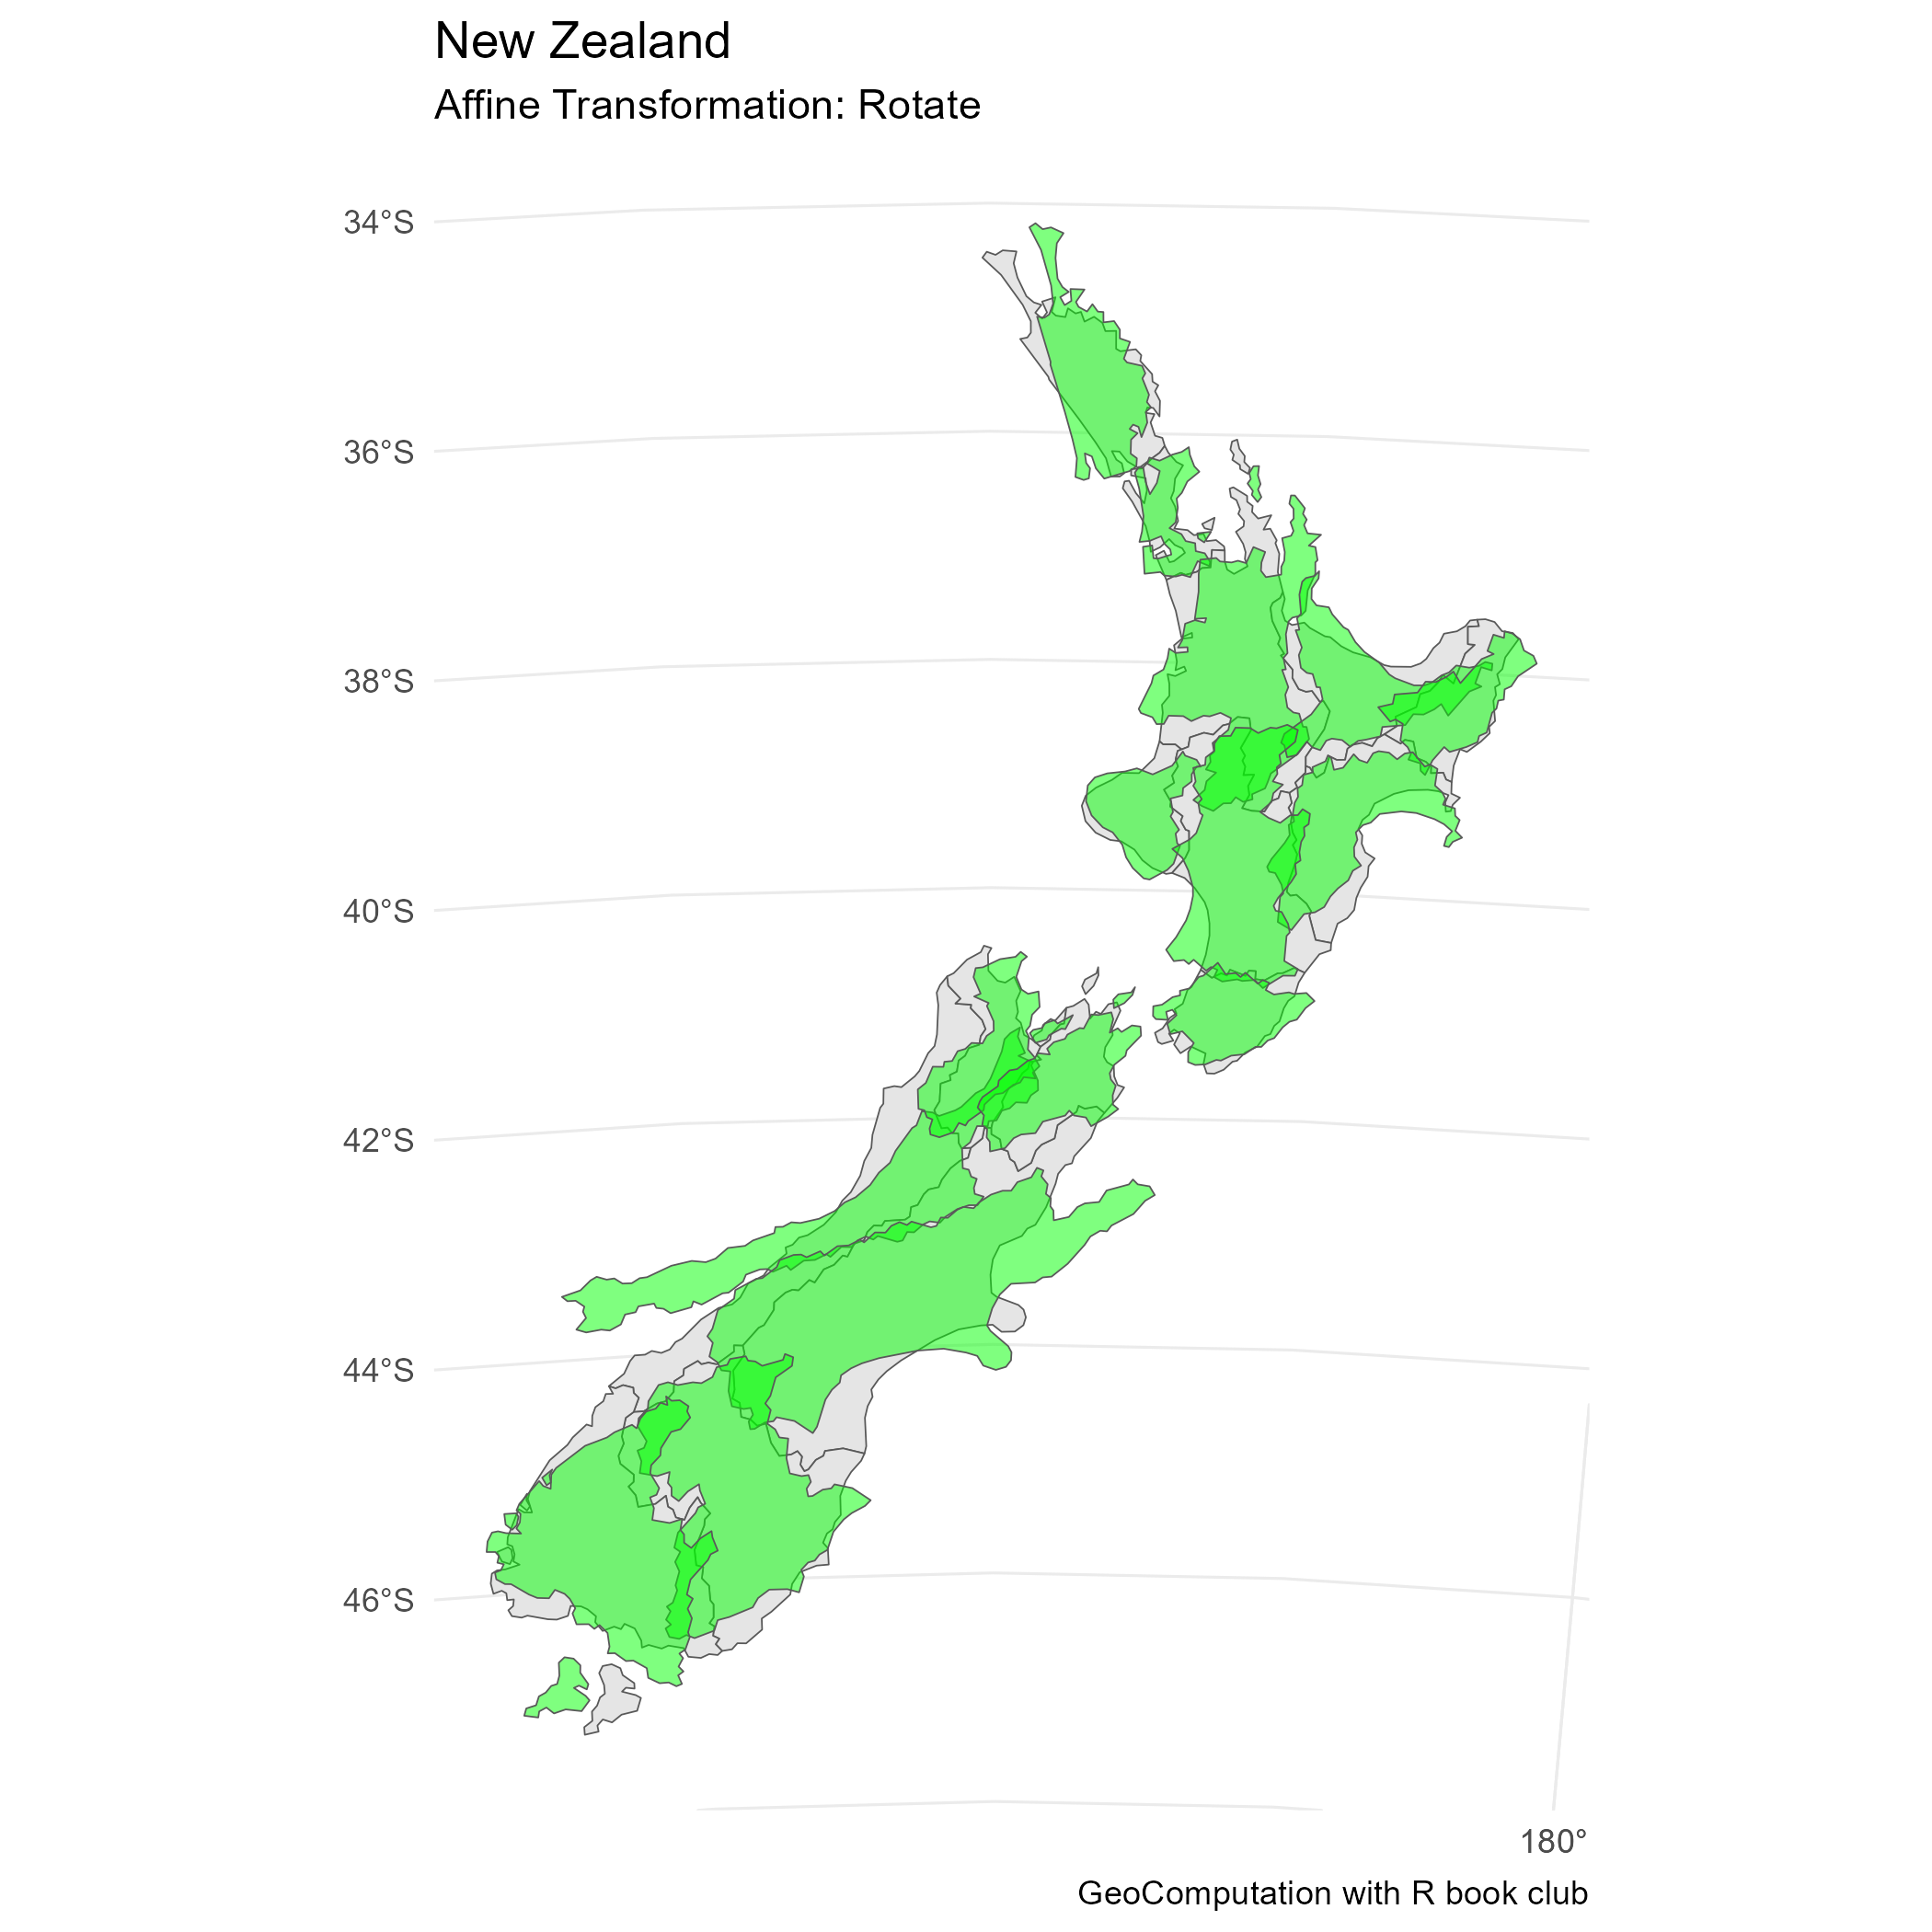 New Zealand
Affine Transformation: Rotate
34°S
36°S
38°S
40°S
42°S
44°S
46°S
180°
GeoComputation with R book club